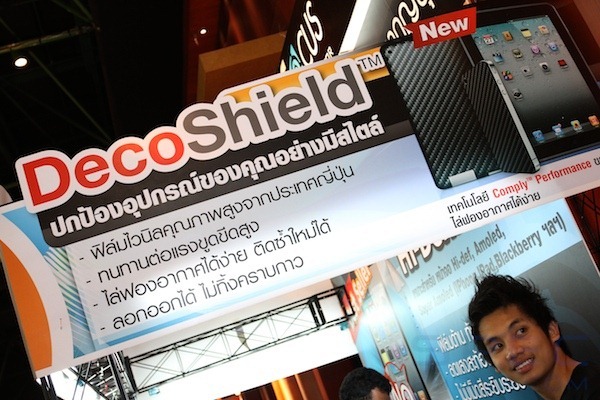 ocus
New
DecoShield™
ปกป้องอุปกรณ์ของคุณอย่างมีสไตล์
- ฟิล์มไวนิลคุณภาพสูงจากประเทศญี่ปุ่น
- ทนทานต่อแรงขูดขีดสูง
- ไล่ฟองอากาศได้ง่าย ติดซ้ำใหม่ได้
- ลอกออกได้ ไม่ทิ้งคราบกาว
เทคโนโลยี Comply™ Performance
ไล่ฟองอากาศได้ง่าย
Hi-def, Amoled,
iPad, Blackberry ฯลฯ)